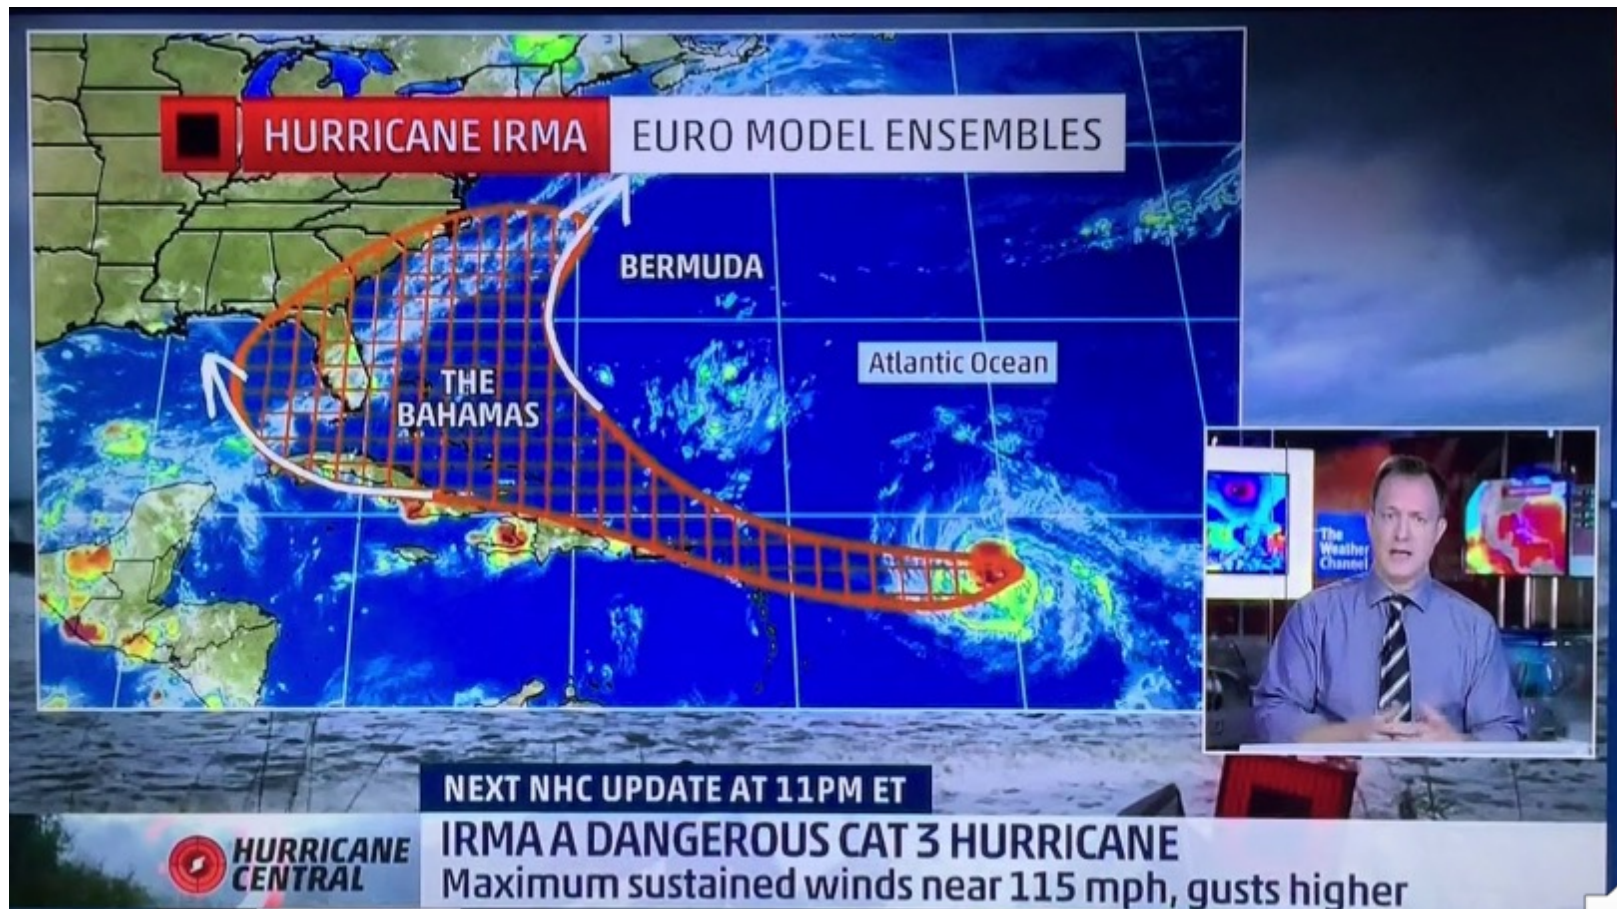 HURRICANE IRMA EURO MODEL ENSEMBLES
BERMUDA
Atlantic Ocean
THE
BAHAMAS
The
Weather
Channel
NEXT NHC UPDATE AT 11PM ET
HURRICANE
CENTRAL
IRMA A DANGEROUS CAT 3 HURRICANE
Maximum sustained winds near 115 mph, gusts higher